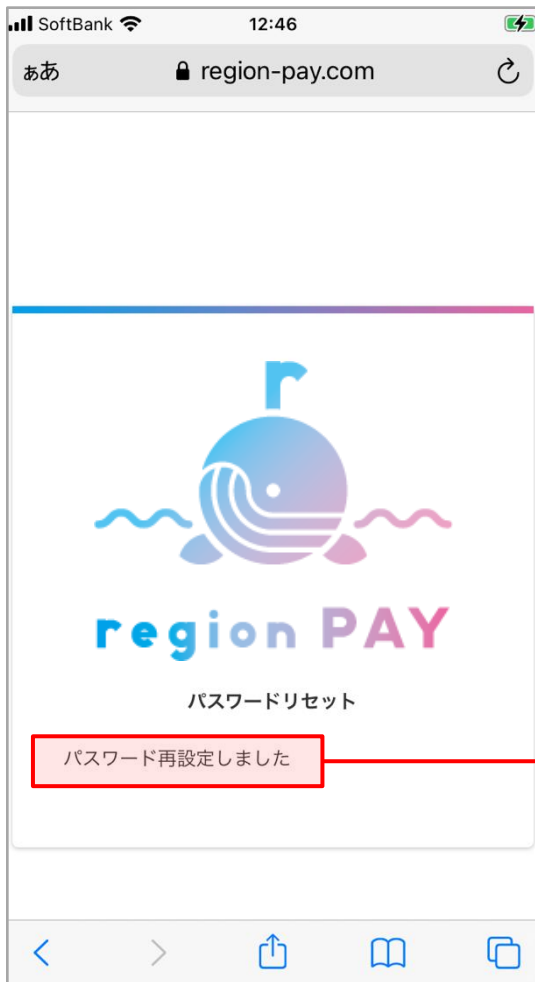 SoftBank 12:46
ぁあ region-pay.com
r
region PAY
パスワードリセット
パスワード再設定しました